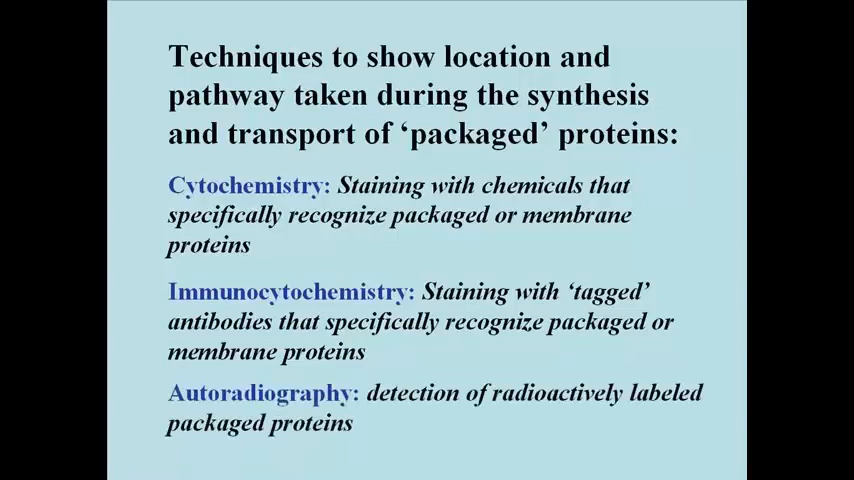 Techniques to show location and
pathway taken during the synthesis
and transport of ‘packaged’ proteins:
Cytochemistry: Staining with chemicals that
specifically recognize packaged or membrane
proteins
Immunocytochemistry: Staining with ‘tagged’
antibodies that specifically recognize packaged or
membrane proteins
Autoradiography: detection of radioactively labeled
packaged proteins